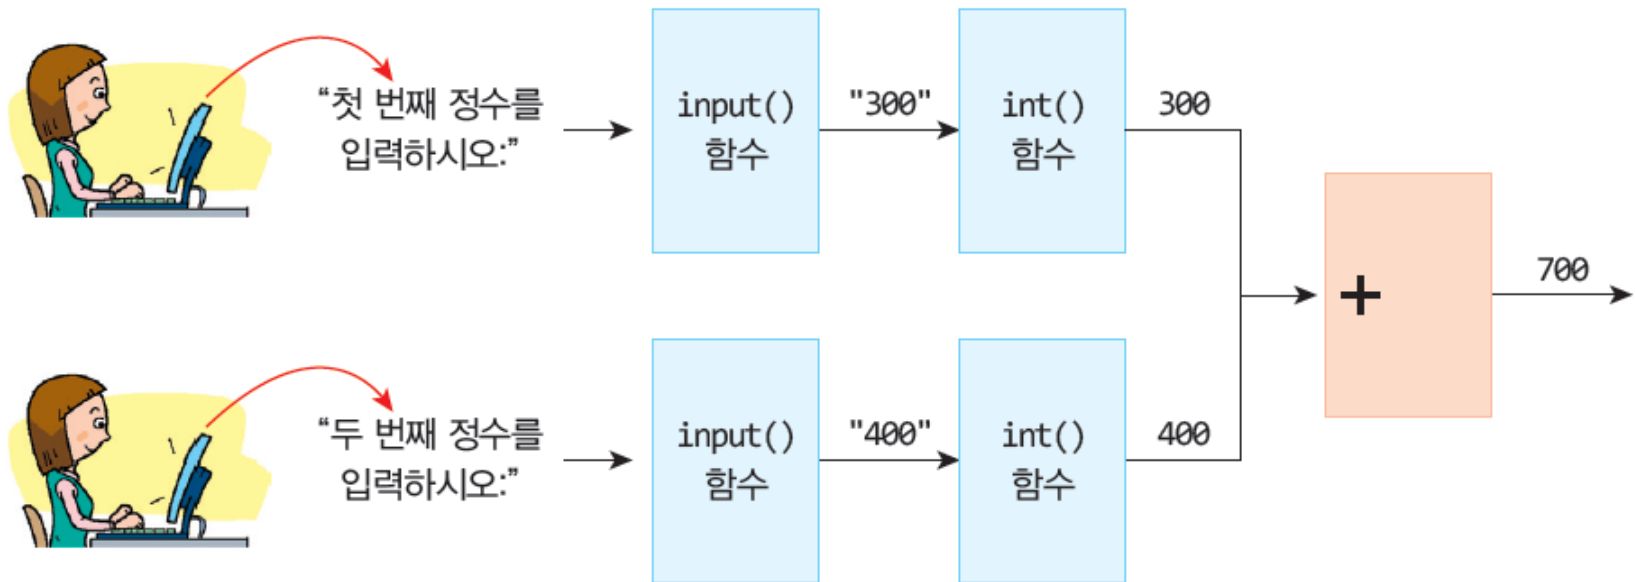 “첫 번째 정수를
입력하시오:”
input()
함수
"300"
int()
함수
300
+
700
“두 번째 정수를
입력하시오:”
input()
함수
"400"
int()
함수
400